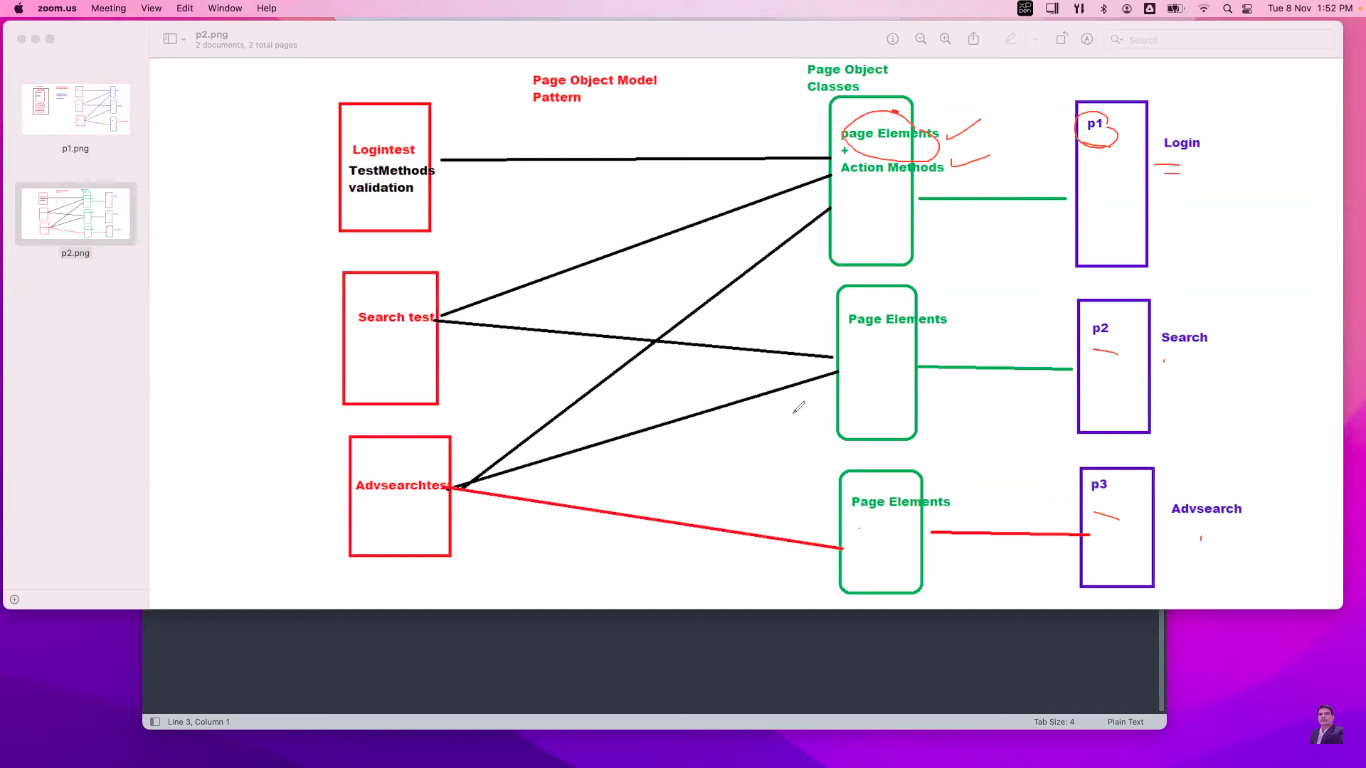 zoom.us Meeting View Edit Window Help
Tue 8 Nov 1:52 PM
p2.png
2 documents, 2 total pages
Search
p1.png
p2.png
Page Object Model
Pattern
Page Object
Classes
Logintest
TestMethods
validation
page Elements
+
Action Methods
p1
Login
Search test
Page Elements
p2
Search
Advsearchtest
Page Elements
p3
Advsearch
Line 3, Column 1
Tab Size: 4
Plain Text